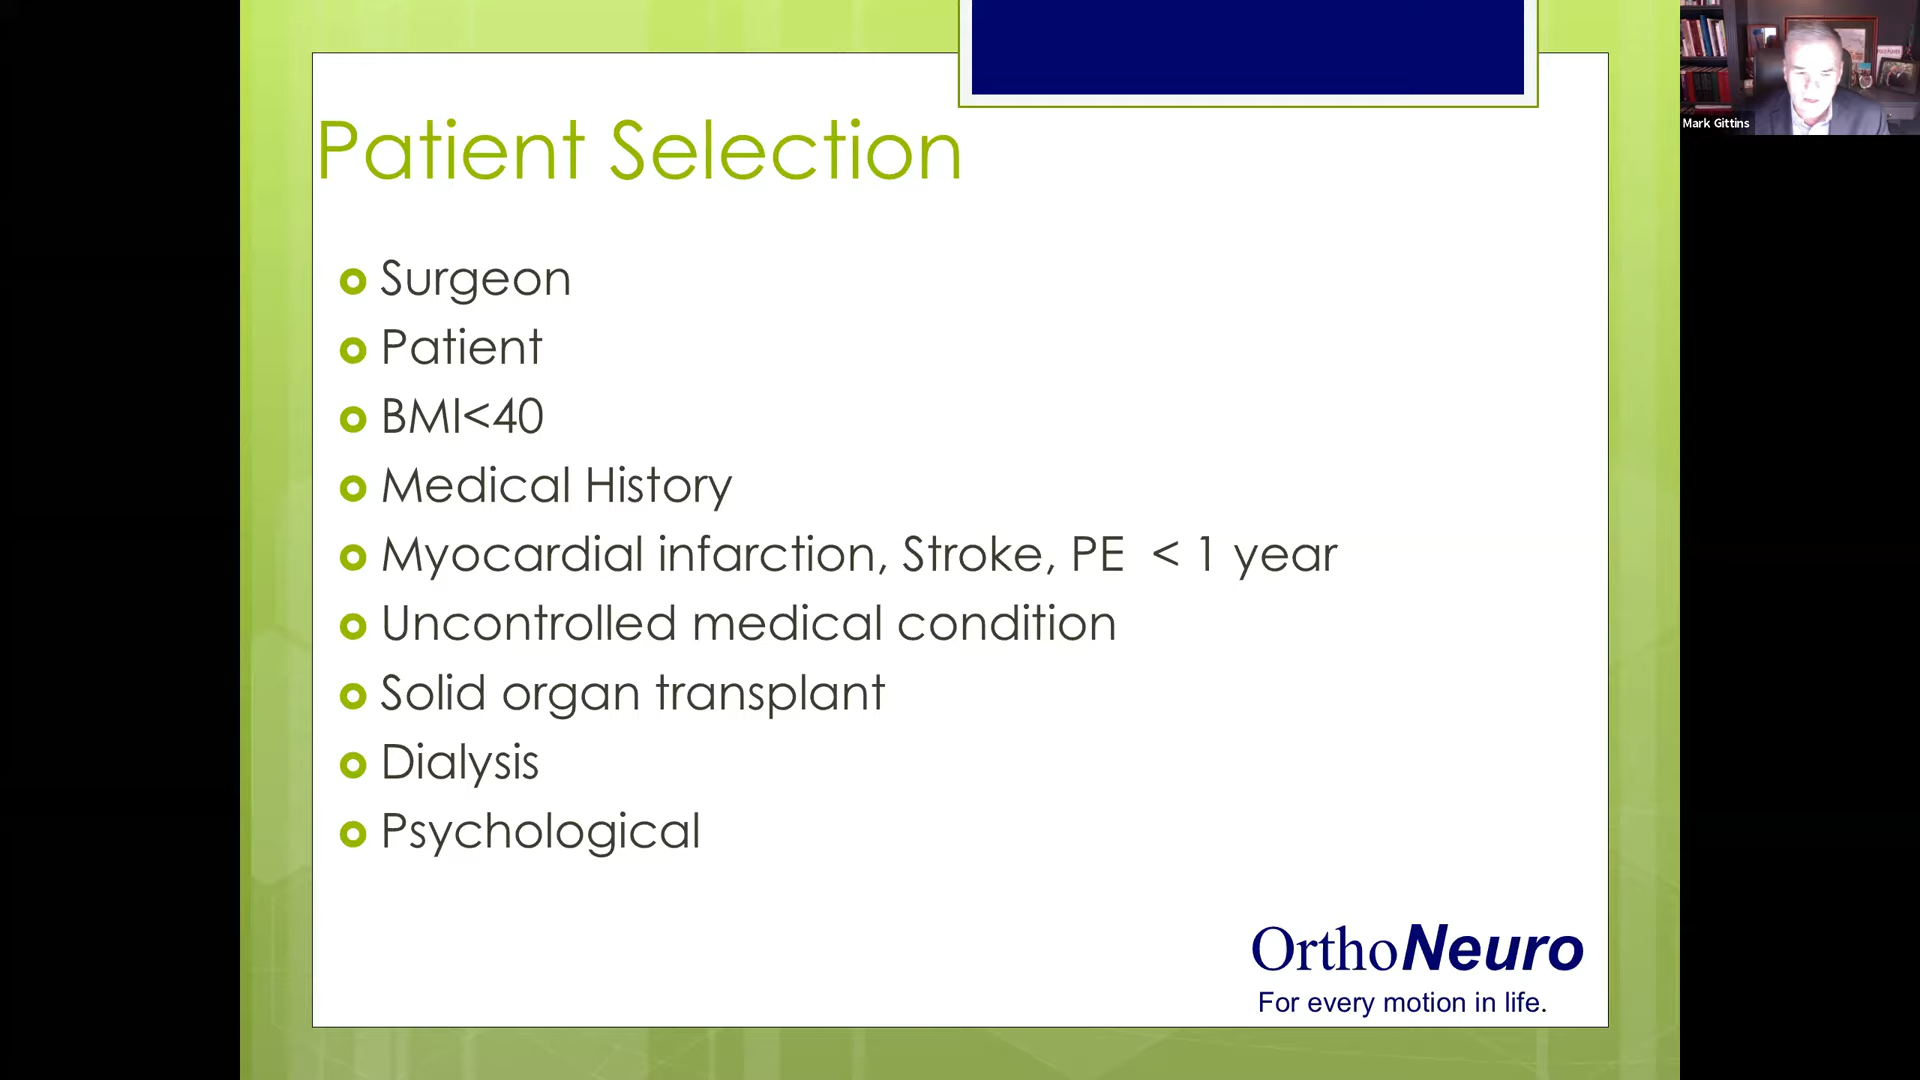 Patient Selection
Surgeon
Patient
BMI<40
Medical History
Myocardial infarction, Stroke, PE < 1 year
Uncontrolled medical condition
Solid organ transplant
Dialysis
Psychological
OrthoNeuro
For every motion in life.
Mark Gittins